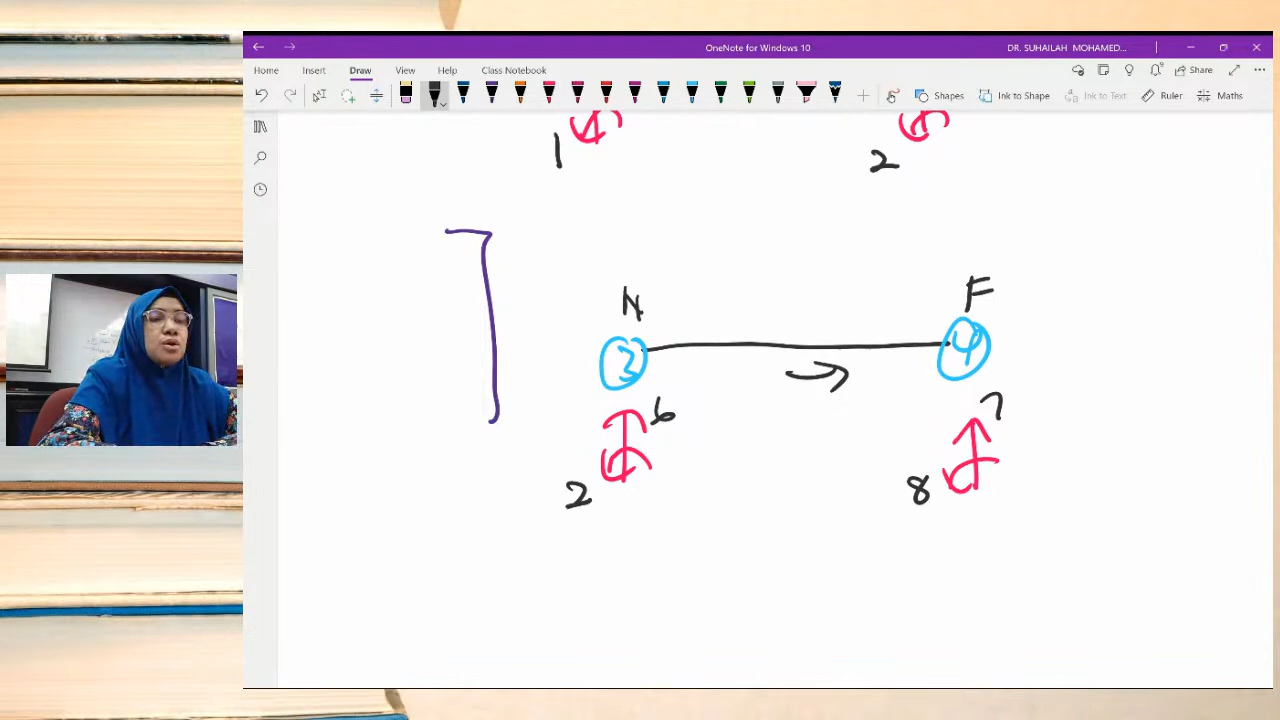 OneNote for Windows 10 DR. SUHAILAH MOHAMED...
Home Insert Draw View Help Class Notebook Share
Shapes Ink to Shape Ink to Text Ruler Maths
1 2
N F
3 4
6 7
2 8